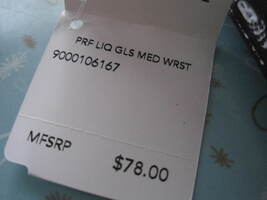 PRF LIQ GLS MED WRST
9000106167
MFSRP
$78.00